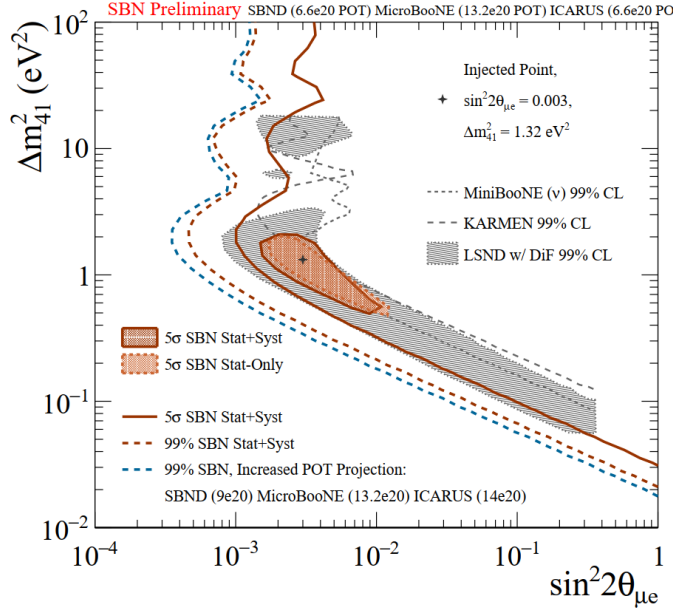 SBN Preliminary SBND (6.6e20 POT) MicroBooNE (13.2e20 POT) ICARUS (6.6e20 PO
Δm²₄₁ (eV²)
10²
10
1
10⁻¹
10⁻²
Injected Point,
sin²2θμe = 0.003,
Δm²₄₁ = 1.32 eV²
MiniBooNE (ν) 99% CL
KARMEN 99% CL
LSND w/ DiF 99% CL
5σ SBN Stat+Syst
5σ SBN Stat-Only
5σ SBN Stat+Syst
99% SBN Stat+Syst
99% SBN, Increased POT Projection:
SBND (9e20) MicroBooNE (13.2e20) ICARUS (14e20)
10⁻⁴ 10⁻³ 10⁻² 10⁻¹ 1
sin²2θμe